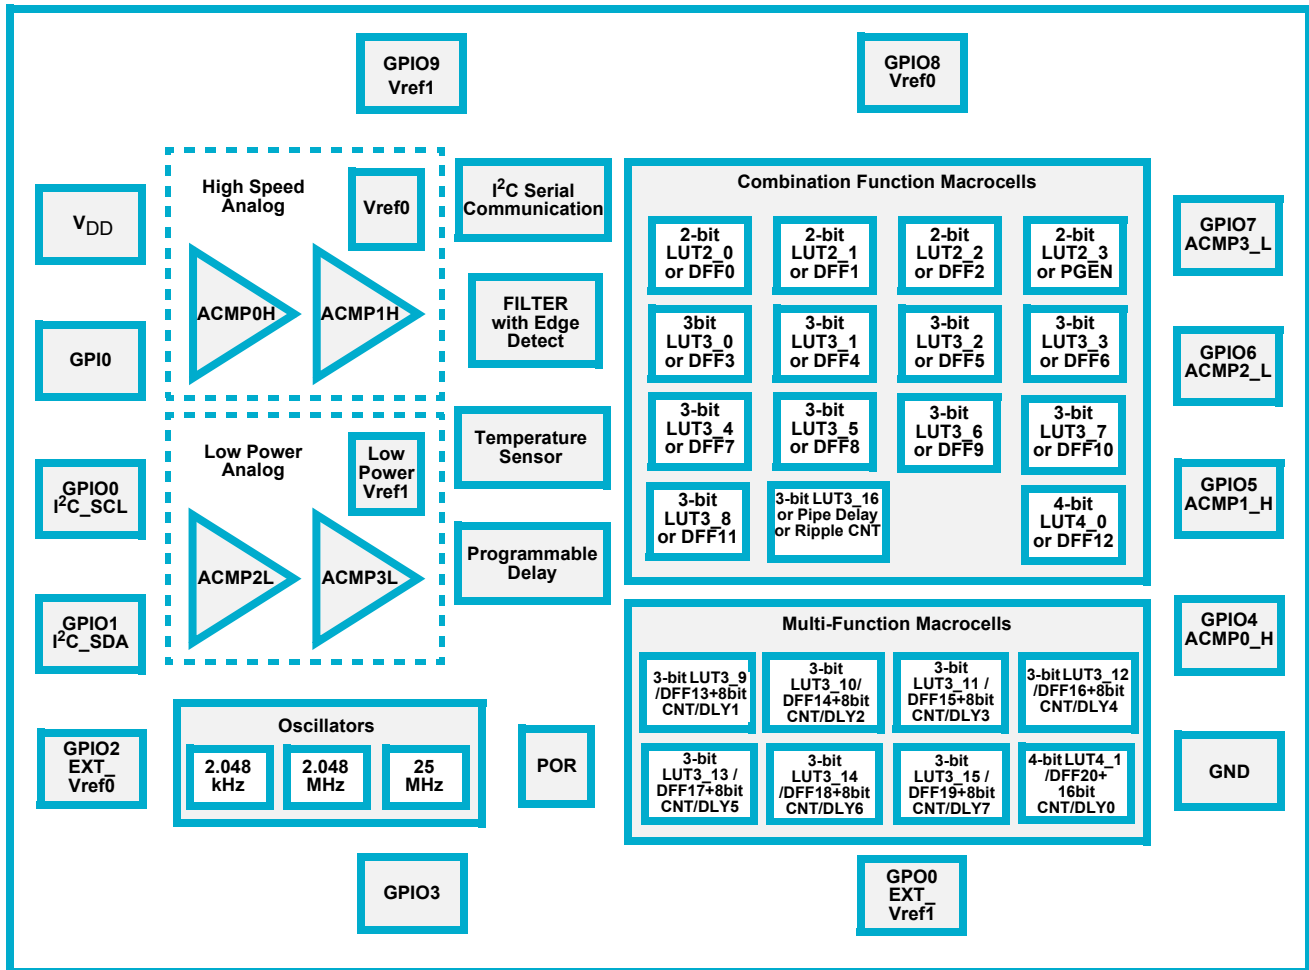 GPIO9
Vref1
GPIO8
Vref0
VDD
GPI0
GPIO0
I²C_SCL
GPIO1
I²C_SDA
GPIO2
EXT_
Vref0
High Speed
Analog
Vref0
ACMP0H
ACMP1H
Low Power
Analog
Low
Power
Vref1
ACMP2L
ACMP3L
Oscillators
2.048
kHz
2.048
MHz
25
MHz
I²C Serial
Communication
FILTER
with Edge
Detect
Temperature
Sensor
Programmable
Delay
POR
Combination Function Macrocells
2-bit
LUT2_0
or DFF0
2-bit
LUT2_1
or DFF1
2-bit
LUT2_2
or DFF2
2-bit
LUT2_3
or PGEN
3bit
LUT3_0
or DFF3
3-bit
LUT3_1
or DFF4
3-bit
LUT3_2
or DFF5
3-bit
LUT3_3
or DFF6
3-bit
LUT3_4
or DFF7
3-bit
LUT3_5
or DFF8
3-bit
LUT3_6
or DFF9
3-bit
LUT3_7
or DFF10
3-bit
LUT3_8
or DFF11
3-bit LUT3_16
or Pipe Delay
or Ripple CNT
4-bit
LUT4_0
or DFF12
Multi-Function Macrocells
3-bit LUT3_9
/DFF13+8bit
CNT/DLY1
3-bit
LUT3_10/
DFF14+8bit
CNT/DLY2
3-bit
LUT3_11 /
DFF15+8bit
CNT/DLY3
3-bit LUT3_12
/DFF16+8bit
CNT/DLY4
3-bit
LUT3_13 /
DFF17+8bit
CNT/DLY5
3-bit
LUT3_14
/DFF18+8bit
CNT/DLY6
3-bit
LUT3_15 /
DFF19+8bit
CNT/DLY7
4-bit LUT4_1
/DFF20+
16bit
CNT/DLY0
GPIO7
ACMP3_L
GPIO6
ACMP2_L
GPIO5
ACMP1_H
GPIO4
ACMP0_H
GND
GPIO3
GPO0
EXT_
Vref1